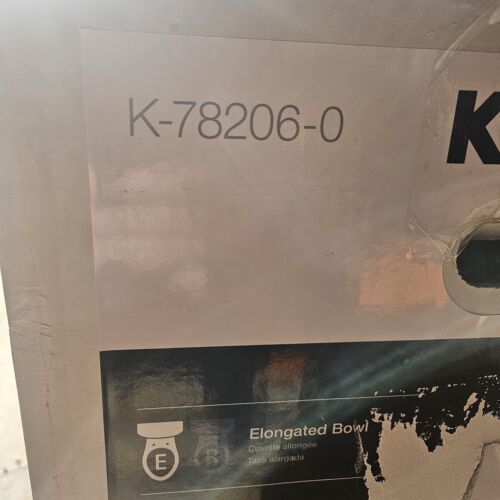 K-78206-0
K
E
R
Elongated Bowl
Cuvette allongée
Taza alargada